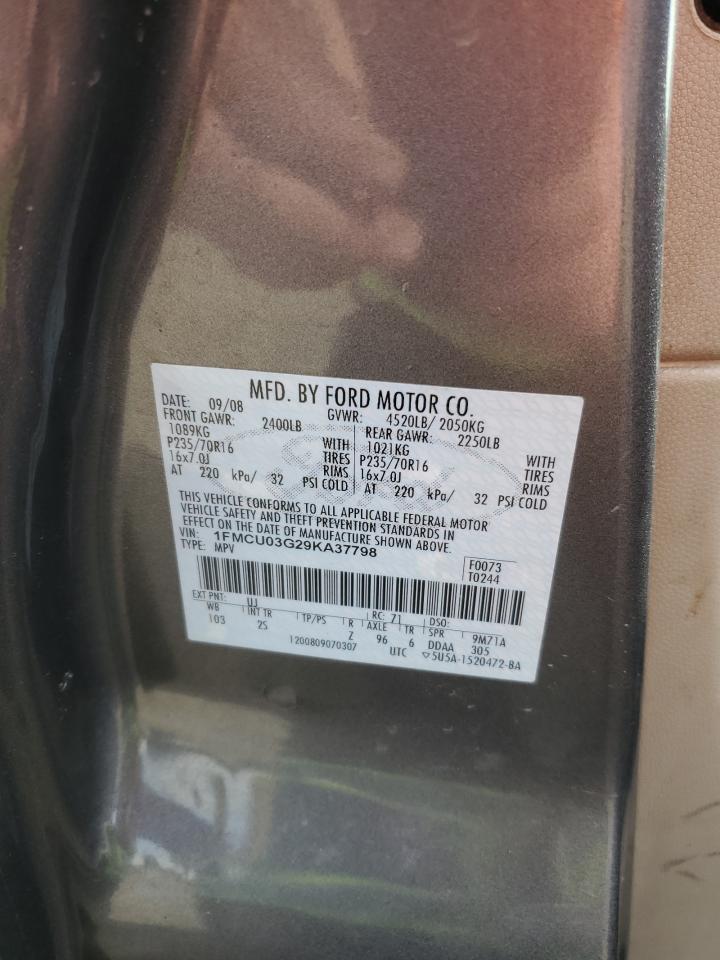 MFD. BY FORD MOTOR CO.
DATE: 09/08 GVWR: 4520LB/ 2050KG
FRONT GAWR: 2400LB REAR GAWR: 2250LB
1089KG WITH 1021KG WITH
P235/70R16 TIRES P235/70R16 TIRES
16x7.0J RIMS 16x7.0J RIMS
AT 220 kPa/ 32 PSI COLD AT 220 kPa/ 32 PSI COLD
THIS VEHICLE CONFORMS TO ALL APPLICABLE FEDERAL MOTOR
VEHICLE SAFETY AND THEFT PREVENTION STANDARDS IN
EFFECT ON THE DATE OF MANUFACTURE SHOWN ABOVE.
VIN: 1FMCU03G29KA37798
TYPE: MPV
F0073
T0244
EXT PNT: UJ RC: 71 DSO:
WB INT TR TP/PS R AXLE TR SPR 9M71A
103 2S Z 96 6 DDAA 305
1200809070307 UTC ▽5U5A-1520472-BA